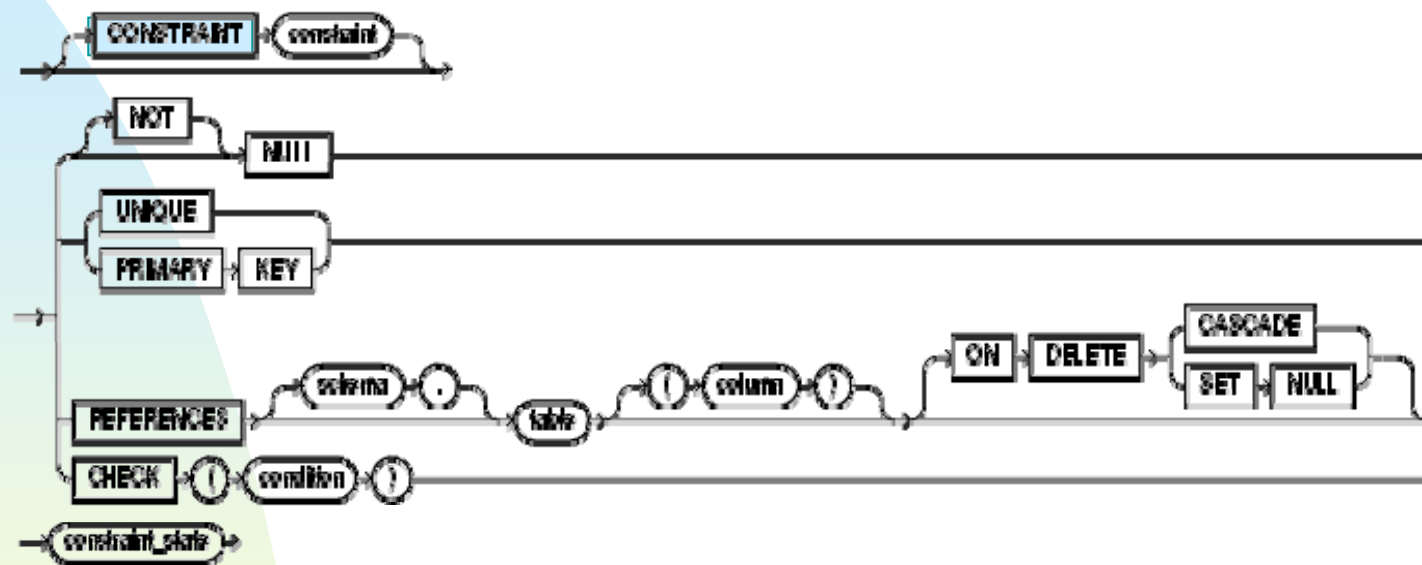 CONSTRAINT constraint
NOT
NULL
UNIQUE
PRIMARY KEY
CASCADE
ON DELETE
SET NULL
schema .
( column )
REFERENCES
table
CHECK ( condition )
constraint_state